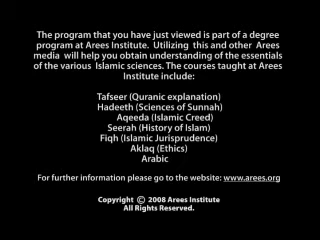 The program that you have just viewed is part of a degree
program at Arees Institute.  Utilizing  this and other  Arees
media  will help you obtain understanding of the essentials
of the various  Islamic sciences. The courses taught at Arees
Institute include:
Tafseer (Quranic explanation)
Hadeeth (Sciences of Sunnah)
Aqeeda (Islamic Creed)
Seerah (History of Islam)
Fiqh (Islamic Jurisprudence)
Aklaq (Ethics)
Arabic
For further information please go to the website: www.arees.org
Copyright © 2008 Arees Institute
All Rights Reserved.